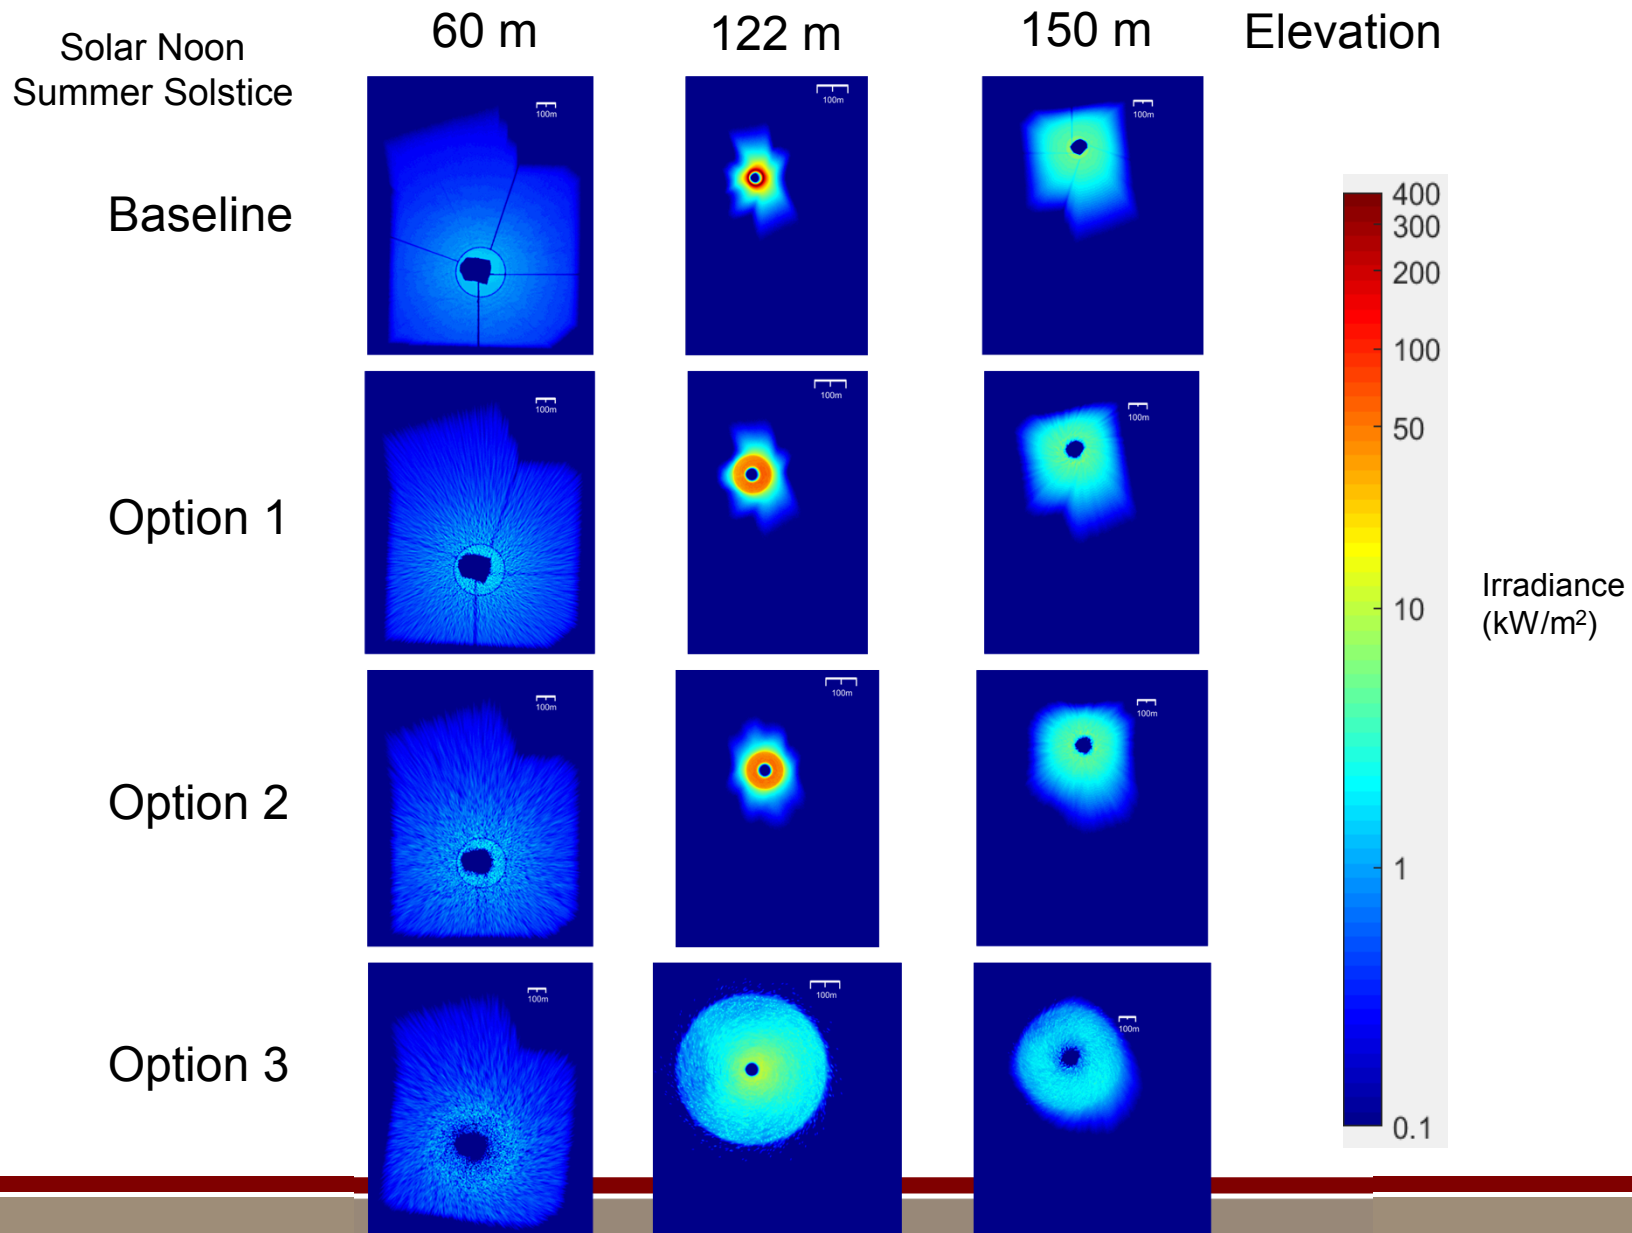 Solar Noon
Summer Solstice
60 m
122 m
150 m
Elevation
Baseline
100m
100m
100m
Option 1
100m
100m
100m
Option 2
100m
100m
100m
Option 3
100m
100m
100m
400
300
200
100
50
10
1
0.1
Irradiance
(kW/m²)